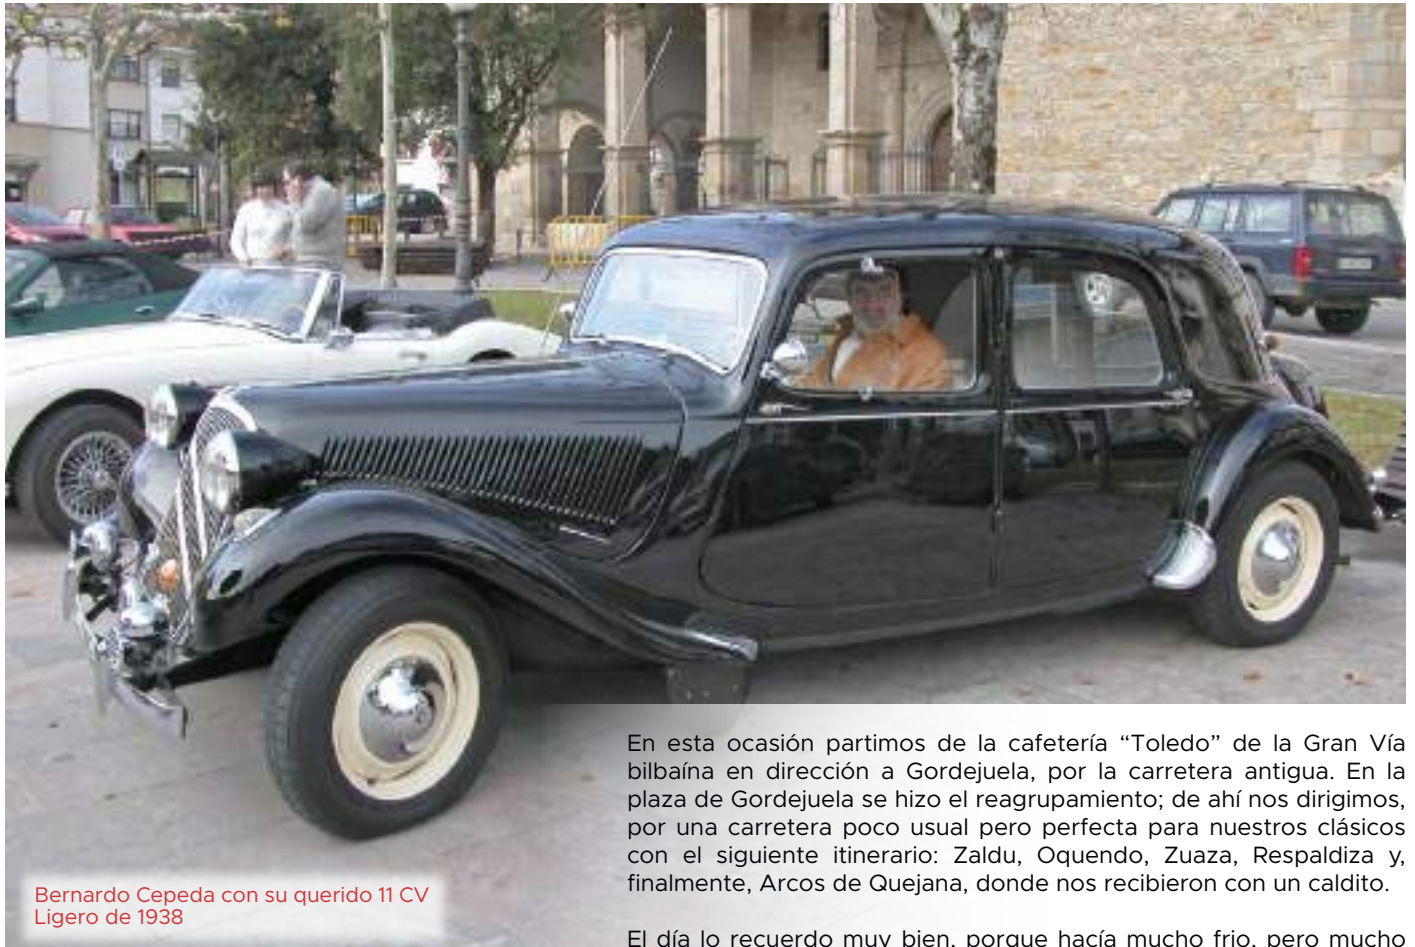 En esta ocasión partimos de la cafetería “Toledo” de la Gran Vía
bilbaína en dirección a Gordejuela, por la carretera antigua. En la
plaza de Gordejuela se hizo el reagrupamiento; de ahí nos dirigimos,
por una carretera poco usual pero perfecta para nuestros clásicos
con el siguiente itinerario: Zaldu, Oquendo, Zuaza, Respaldiza y,
finalmente, Arcos de Quejana, donde nos recibieron con un caldito.
El día lo recuerdo muy bien, porque hacía mucho frio, pero mucho
Bernardo Cepeda con su querido 11 CV
Ligero de 1938